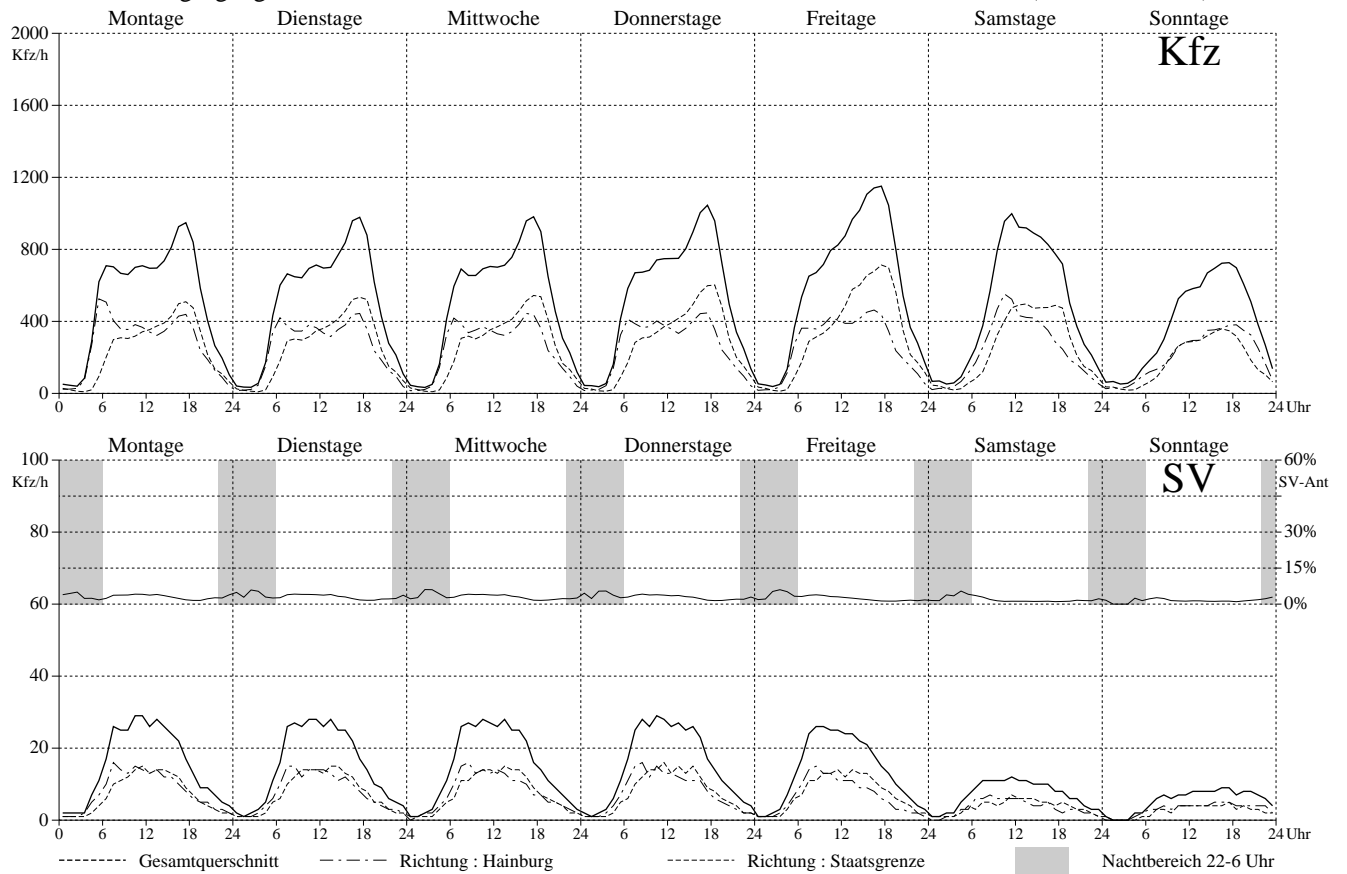 Montage Dienstage Mittwoche Donnerstage Freitage Samstage Sonntage
2000
Kfz/h
Kfz
1600
1200
800
400
0
0 6 12 18 24 6 12 18 24 6 12 18 24 6 12 18 24 6 12 18 24 6 12 18 24 6 12 18 24 Uhr
Montage Dienstage Mittwoche Donnerstage Freitage Samstage Sonntage
100 60%
Kfz/h SV SV-Ant
80 30%
15%
60 0%
40
20
0
0 6 12 18 24 6 12 18 24 6 12 18 24 6 12 18 24 6 12 18 24 6 12 18 24 6 12 18 24 Uhr
Gesamtquerschnitt Richtung : Hainburg Richtung : Staatsgrenze Nachtbereich 22-6 Uhr